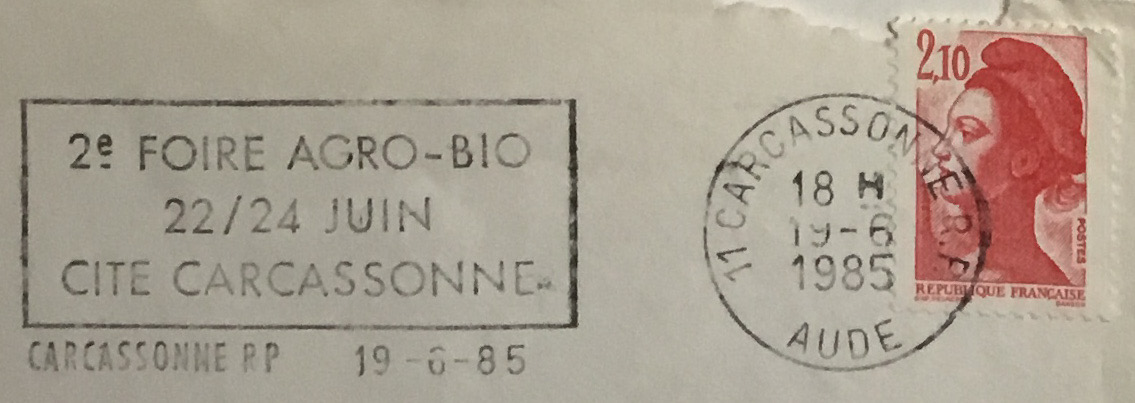 2e FOIRE AGRO-BIO
22/24 JUIN
CITE CARCASSONNE
CARCASSONNE RP 19-6-85
11 CARCASSONNE R.P.
18 H
19-6
1985
AUDE
2,10
POSTES
REPUBLIQUE FRANÇAISE
GANDON